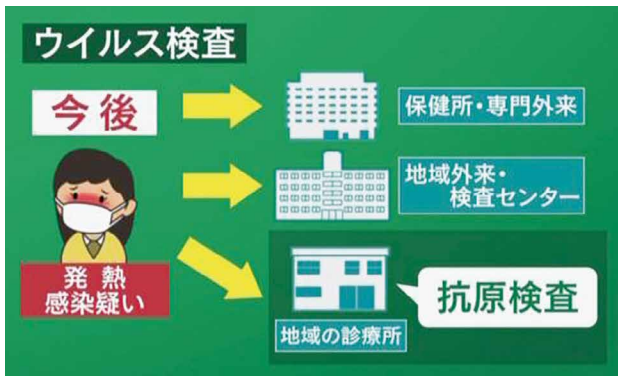 ウイルス検査
今後
保健所・専門外来
地域外来・
検査センター
発熱
感染疑い
抗原検査
地域の診療所